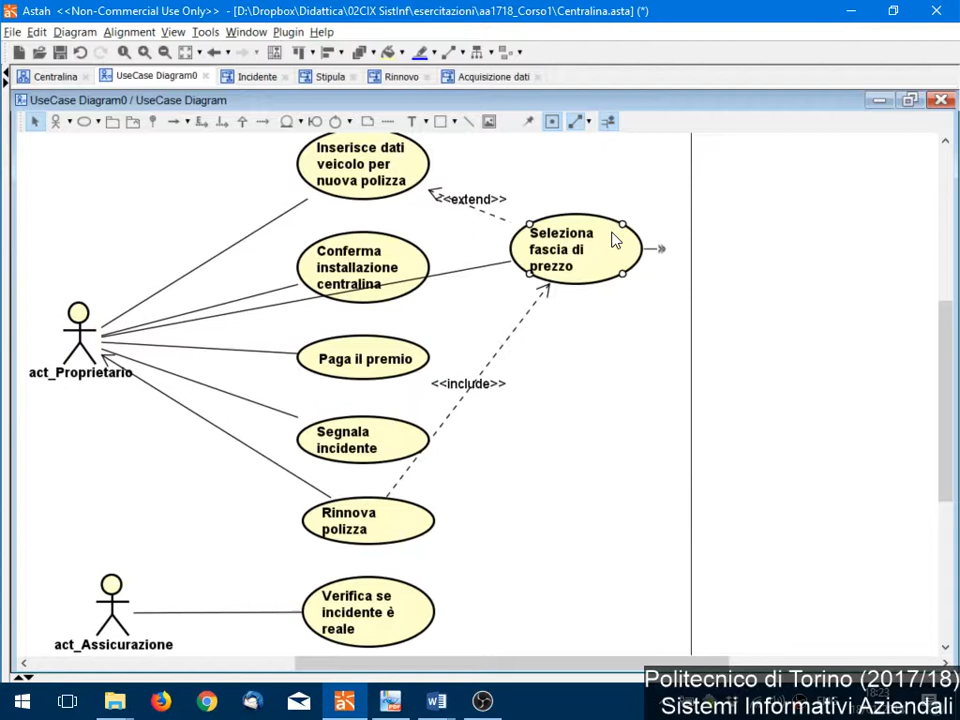 Astah <<Non-Commercial Use Only>> - [D:\Dropbox\Didattica\02CIX SistInf\esercitazioni\aa1718_Corso1\Centralina.asta] (*)
File Edit Diagram Alignment View Tools Window Plugin Help
Centralina UseCase Diagram0 Incidente Stipula Rinnovo Acquisizione dati
UseCase Diagram0 / UseCase Diagram
Inserisce dati
veicolo per
nuova polizza
<<extend>>
Seleziona
fascia di
prezzo
Conferma
installazione
centralina
act_Proprietario
Paga il premio
<<include>>
Segnala
incidente
Rinnova
polizza
Verifica se
incidente è
reale
act_Assicurazione
Politecnico di Torino (2017/18)
18:23
Sistemi Informativi Aziendali